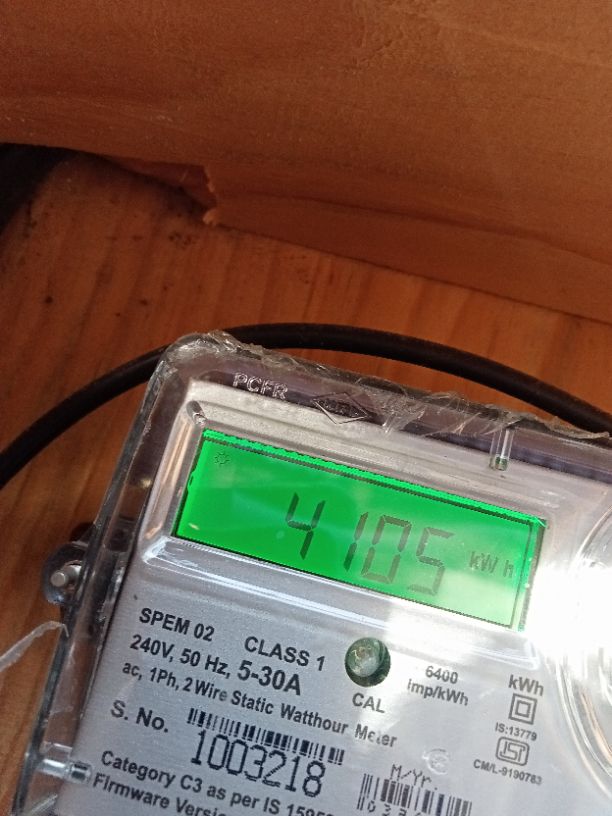 PCFR
4105 kWh
SPEM 02 CLASS 1
240V, 50 Hz, 5-30A
ac, 1Ph, 2 Wire Static Watthour Meter
CAL
6400
imp/kWh
kWh
IS:13779
ISI
CM/L-9190783
S. No.
1003218
M/Yr.
Category C3 as per IS
Firmware